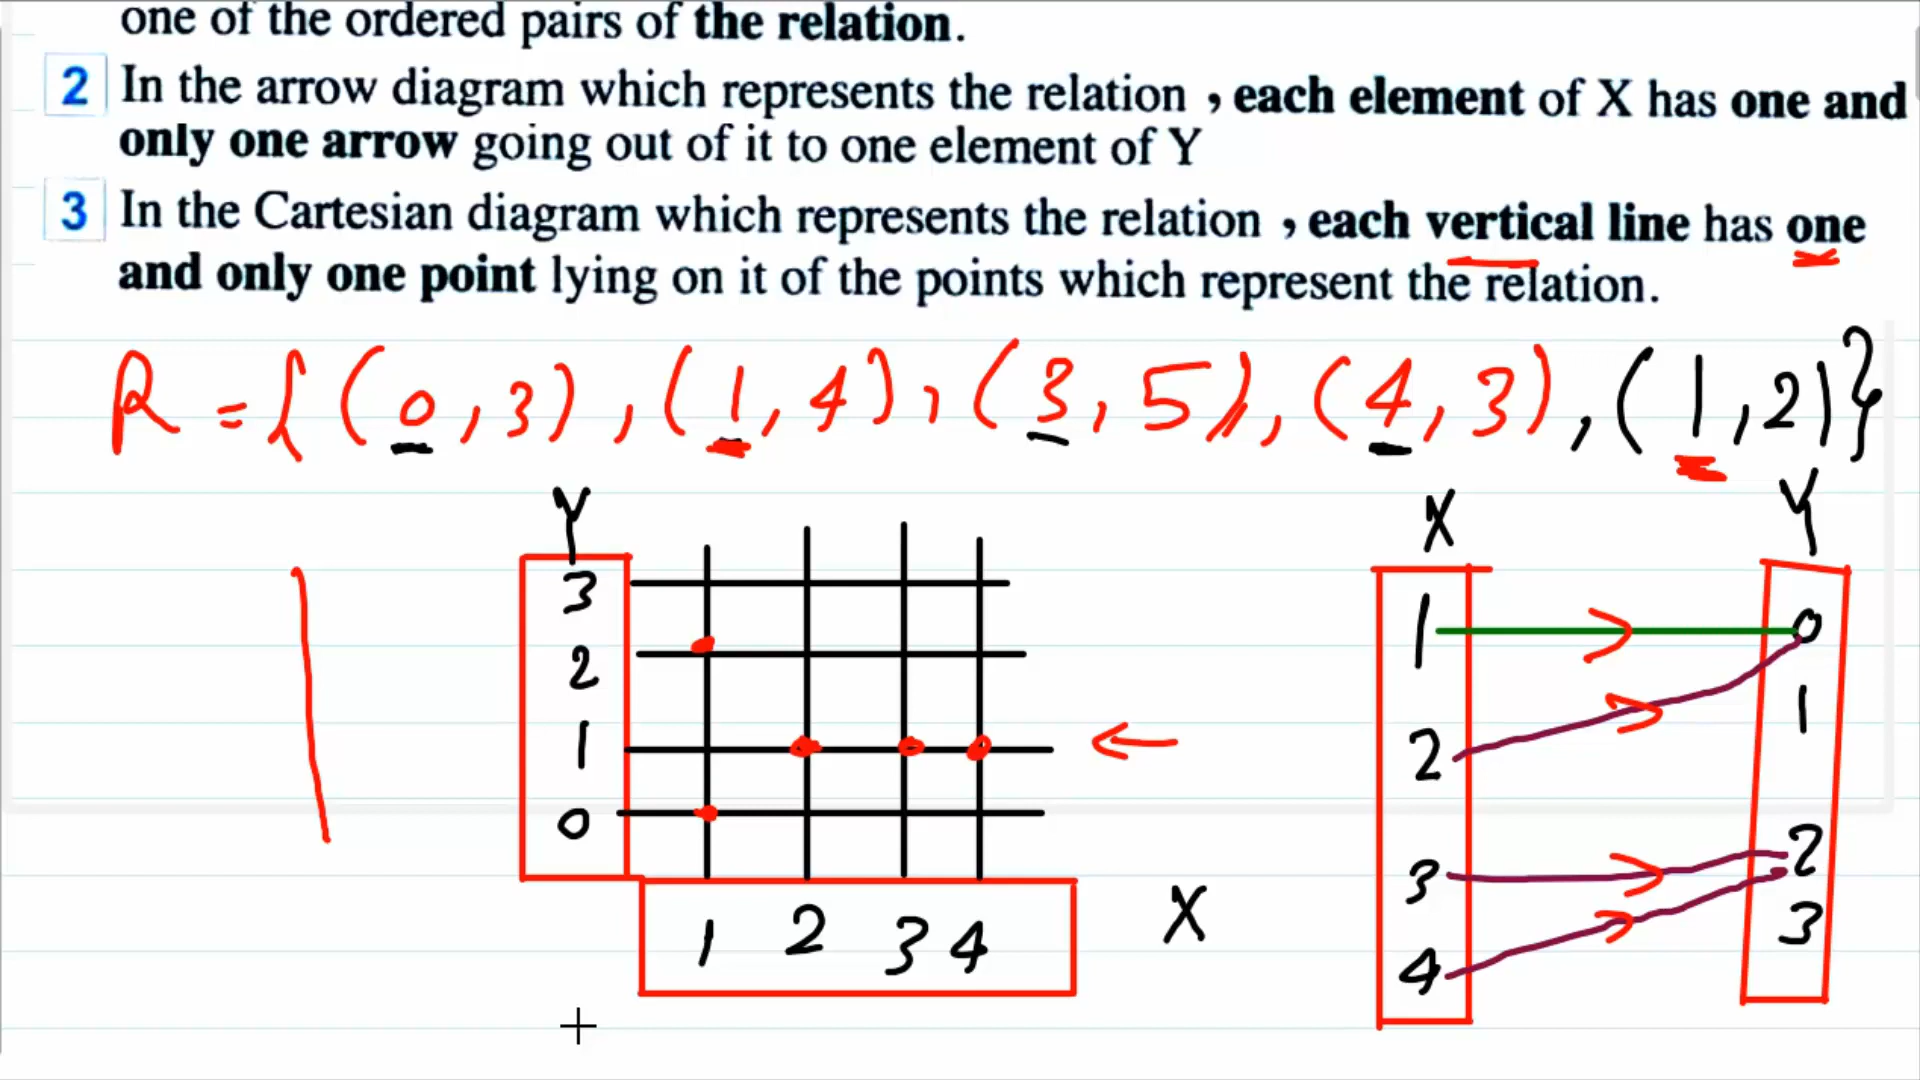 one of the ordered pairs of the relation.
2 In the arrow diagram which represents the relation , each element of X has one and
only one arrow going out of it to one element of Y
3 In the Cartesian diagram which represents the relation , each vertical line has one
and only one point lying on it of the points which represent the relation.
R = { (0,3) , (1,4) , (3,5) , (4,3) , (1,2) }
Y
3
2
1
0
1 2 3 4
X
X
1
2
3
4
Y
0
1
2
3